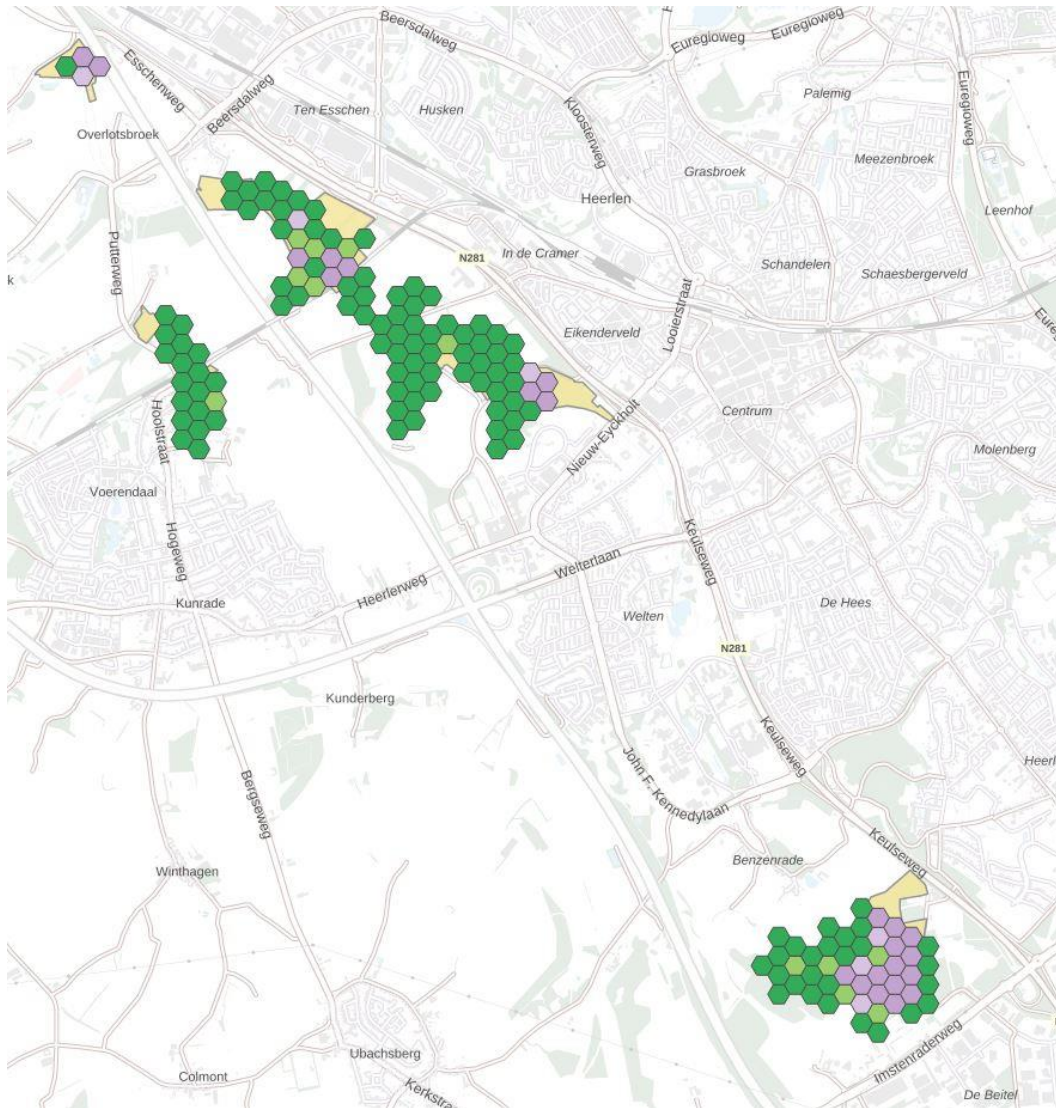 Beersdalweg
Euregioweg
Euregioweg
Esschenweg
Beersdalweg
Ten Esschen
Husken
Kloosterweg
Palemig
Euregioweg
Overlotsbroek
Grasbroek
Meezenbroek
Heerlen
Leenhof
Putterweg
N281
In de Cramer
Schandelen
Schaesbergerveld
k
Looierstraat
Eikenderveld
Hoolstraat
Centrum
Nieuw-Eyckholt
Molenberg
Voerendaal
Hogeweg
Keulseweg
Welterlaan
Heerlerweg
Kunrade
Welten
De Hees
N281
Kunderberg
Keulseweg
John F. Kennedylaan
Heerl
Bergseweg
Keulseweg
Benzenrade
Winthagen
Ubachsberg
Imstenraderweg
Colmont
Kerkstra
De Beitel